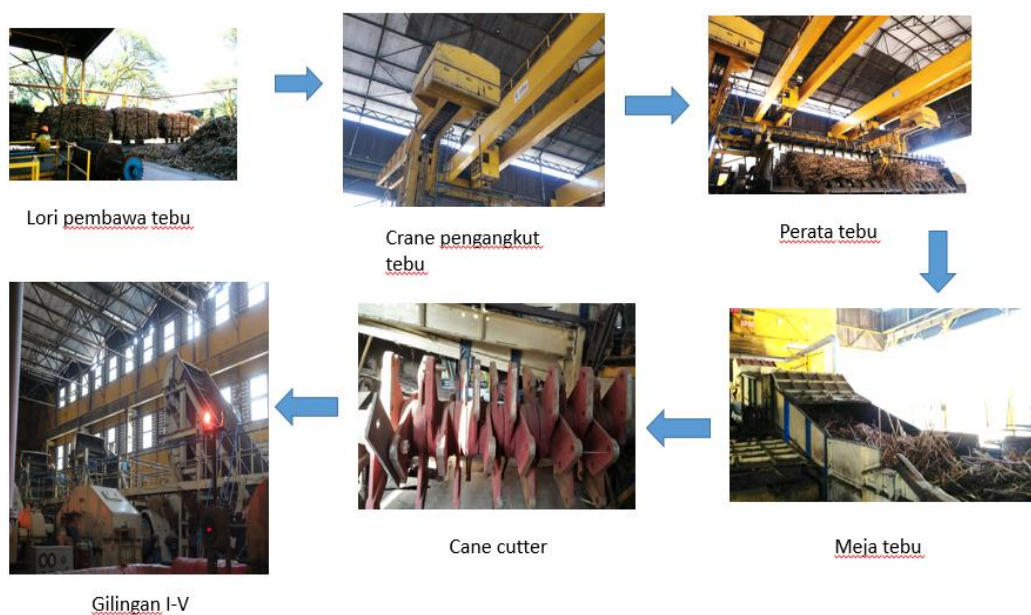 Lori pembawa tebu
Crane pengangkut
tebu
Perata tebu
Meja tebu
Cane cutter
Gilingan I-V